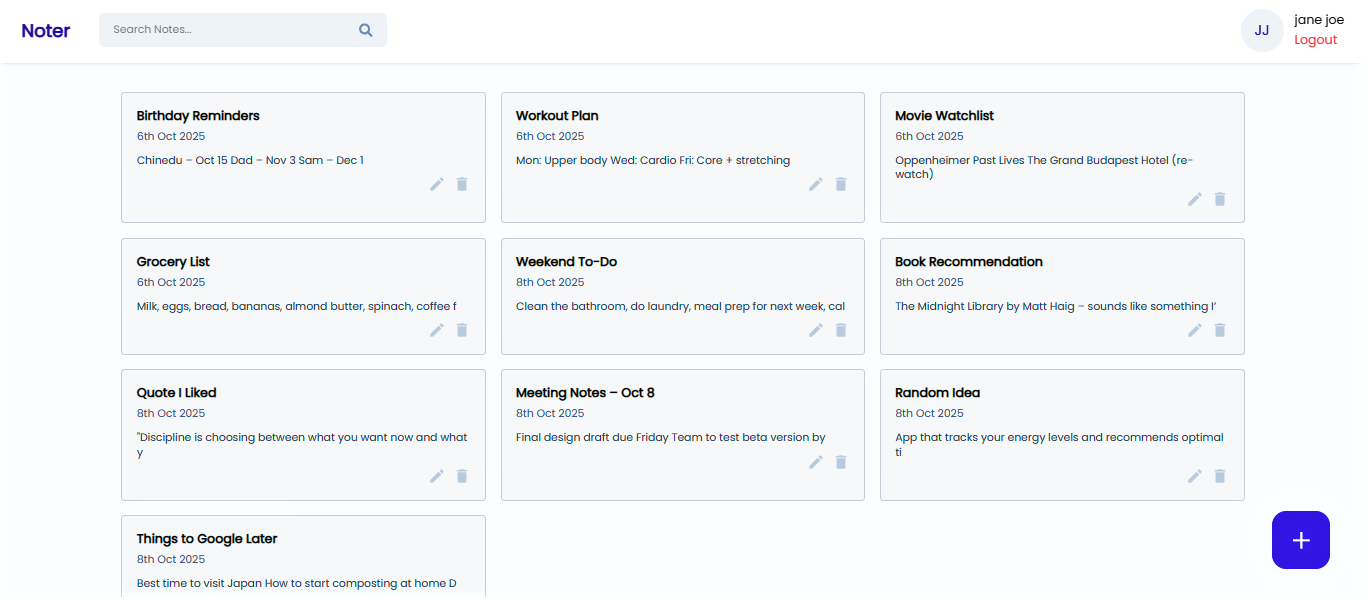 Noter
Search Notes...
JJ
jane joe
Logout
Birthday Reminders
6th Oct 2025
Chinedu – Oct 15 Dad – Nov 3 Sam – Dec 1
Workout Plan
6th Oct 2025
Mon: Upper body Wed: Cardio Fri: Core + stretching
Movie Watchlist
6th Oct 2025
Oppenheimer Past Lives The Grand Budapest Hotel (re-
watch)
Grocery List
6th Oct 2025
Milk, eggs, bread, bananas, almond butter, spinach, coffee f
Weekend To-Do
8th Oct 2025
Clean the bathroom, do laundry, meal prep for next week, cal
Book Recommendation
8th Oct 2025
The Midnight Library by Matt Haig – sounds like something I’
Quote I Liked
8th Oct 2025
"Discipline is choosing between what you want now and what
y
Meeting Notes – Oct 8
8th Oct 2025
Final design draft due Friday Team to test beta version by
Random Idea
8th Oct 2025
App that tracks your energy levels and recommends optimal
ti
Things to Google Later
8th Oct 2025
Best time to visit Japan How to start composting at home D